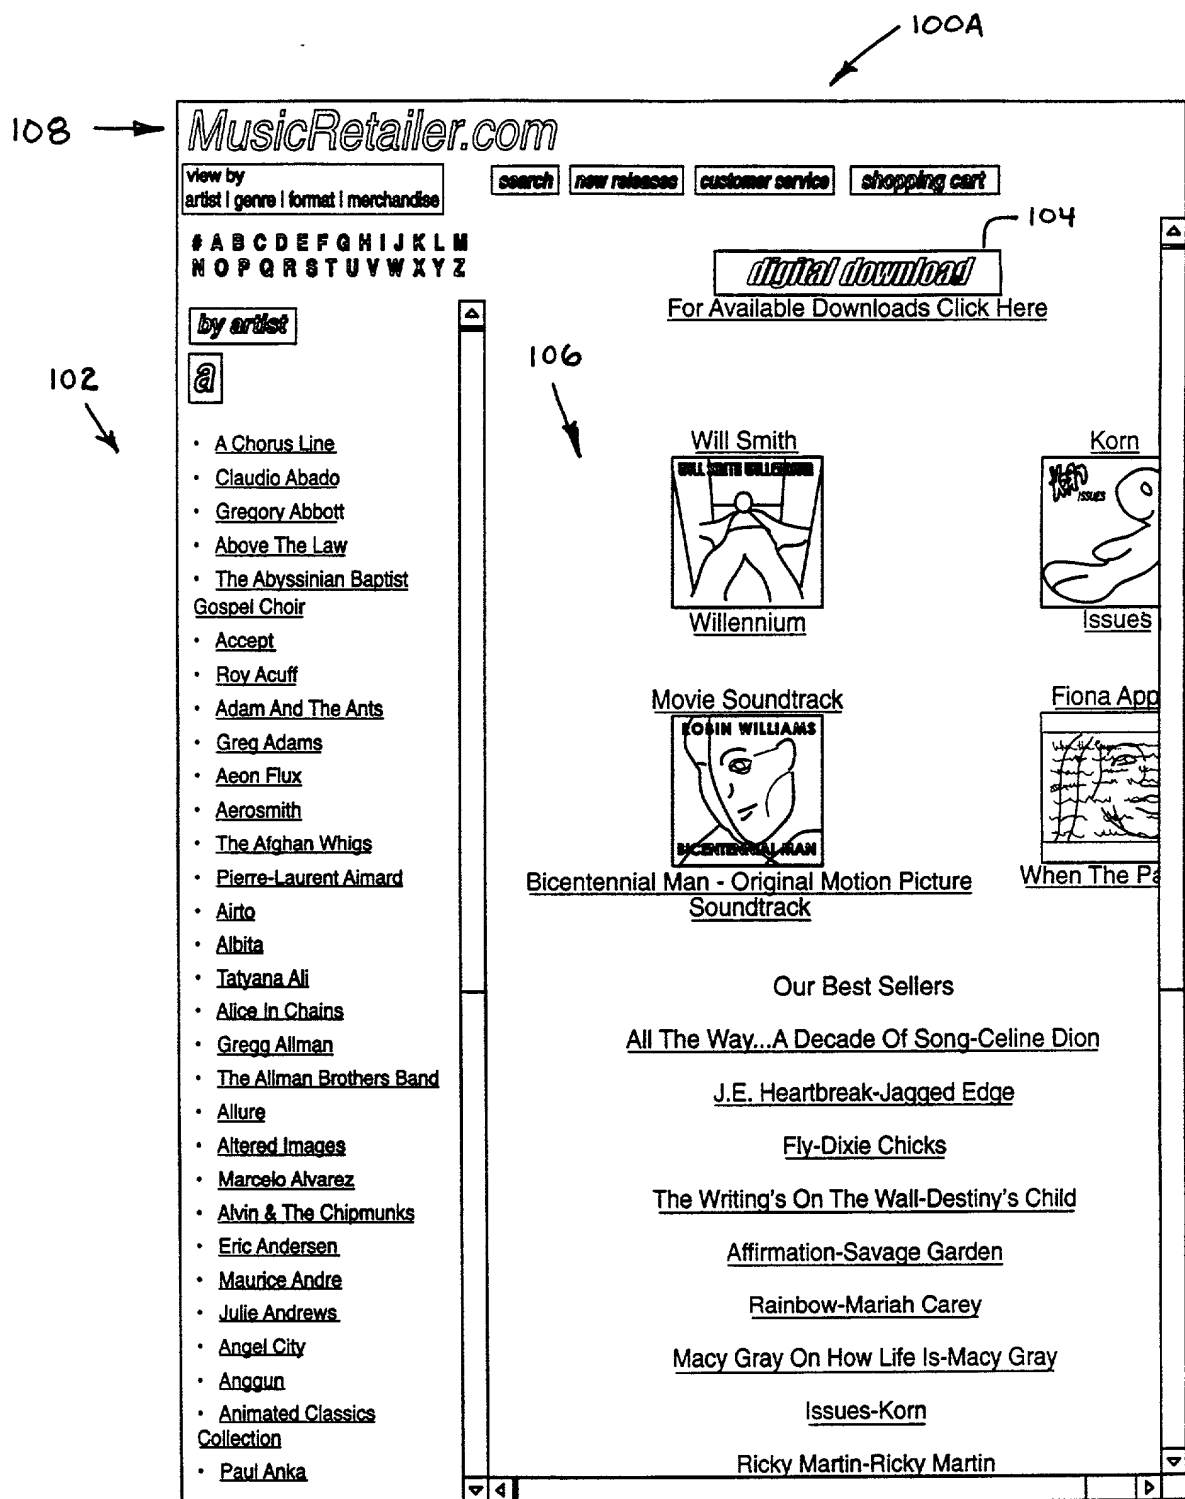 100A
108
MusicRetailer.com
view by
artist | genre | format | merchandise
search new releases customer service shopping cart
# A B C D E F G H I J K L M
N O P Q R S T U V W X Y Z
104
digital download
For Available Downloads Click Here
by artist
a
102
106
• A Chorus Line
• Claudio Abado
• Gregory Abbott
• Above The Law
• The Abyssinian Baptist
Gospel Choir
• Accept
• Roy Acuff
• Adam And The Ants
• Greg Adams
• Aeon Flux
• Aerosmith
• The Afghan Whigs
• Pierre-Laurent Aimard
• Airto
• Albita
• Tatyana Ali
• Alice In Chains
• Gregg Allman
• The Allman Brothers Band
• Allure
• Altered Images
• Marcelo Alvarez
• Alvin & The Chipmunks
• Eric Andersen
• Maurice Andre
• Julie Andrews
• Angel City
• Anggun
• Animated Classics
Collection
• Paul Anka
Will Smith
WILL SMITH WILLENNIUM
Willennium
Korn
KoRn
ISSUES
Issues
Movie Soundtrack
ROBIN WILLIAMS
BICENTENNIAL MAN
Bicentennial Man - Original Motion Picture
Soundtrack
Fiona App
When The Pa
Our Best Sellers
All The Way...A Decade Of Song-Celine Dion
J.E. Heartbreak-Jagged Edge
Fly-Dixie Chicks
The Writing's On The Wall-Destiny's Child
Affirmation-Savage Garden
Rainbow-Mariah Carey
Macy Gray On How Life Is-Macy Gray
Issues-Korn
Ricky Martin-Ricky Martin